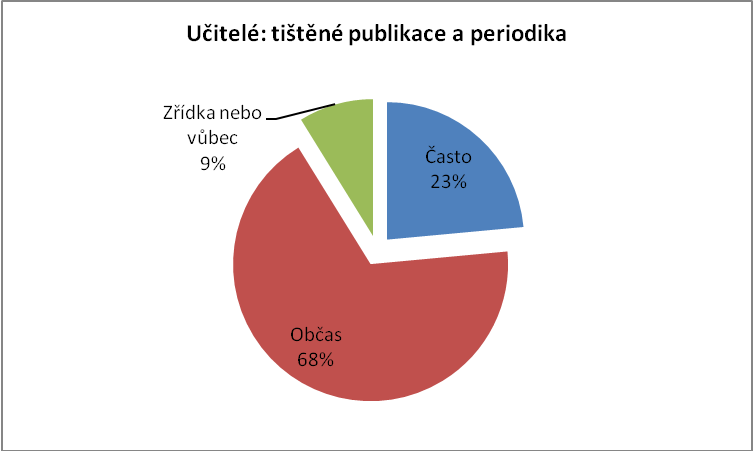 Učitelé: tištěné publikace a periodika
Zřídka nebo
vůbec
9%
Často
23%
Občas
68%